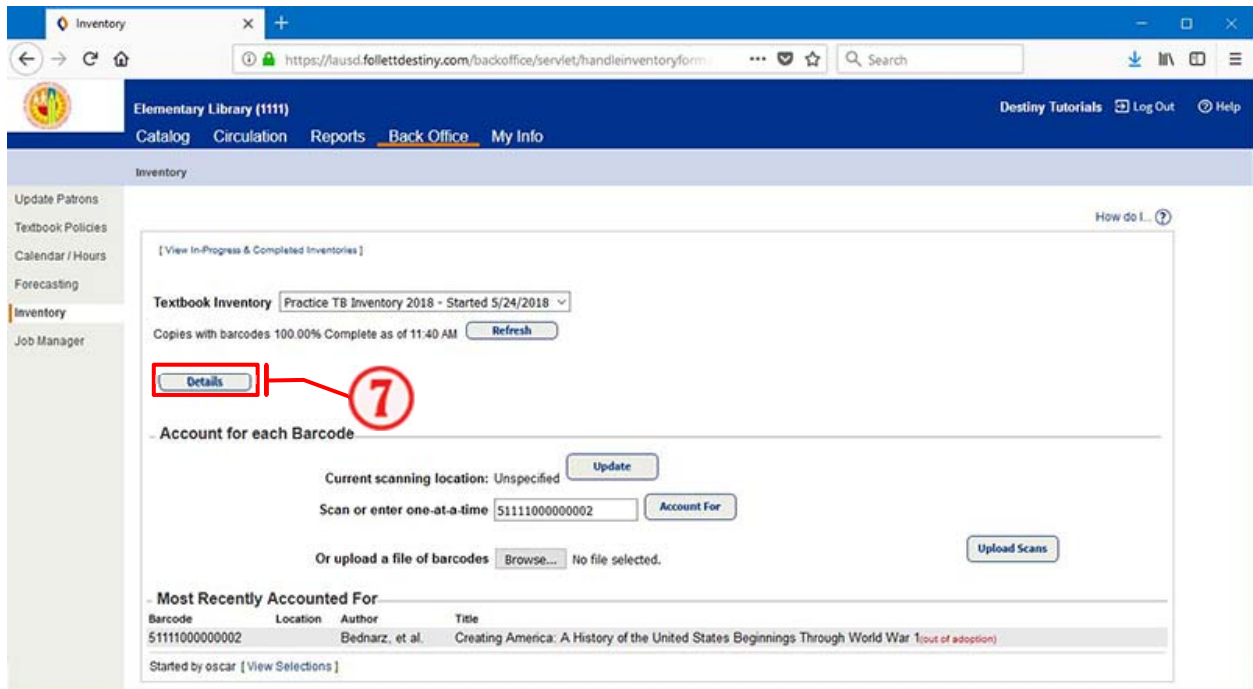 Inventory
https://lausd.follettdestiny.com/backoffice/servlet/handleinventoryform
Search
Elementary Library (1111)
Destiny Tutorials Log Out Help
Catalog Circulation Reports Back Office My Info
Inventory
Update Patrons
Textbook Policies
Calendar / Hours
Forecasting
Inventory
Job Manager
How do I... ?
[ View In-Progress & Completed Inventories ]
Textbook Inventory Practice TB Inventory 2018 - Started 5/24/2018
Copies with barcodes 100.00% Complete as of 11:40 AM Refresh
Details
7
Account for each Barcode
Current scanning location: Unspecified Update
Scan or enter one-at-a-time 51111000000002 Account For
Or upload a file of barcodes Browse... No file selected. Upload Scans
Most Recently Accounted For
Barcode Location Author Title
51111000000002 Bednarz, et al. Creating America: A History of the United States Beginnings Through World War 1(out of adoption)
Started by oscar [ View Selections ]